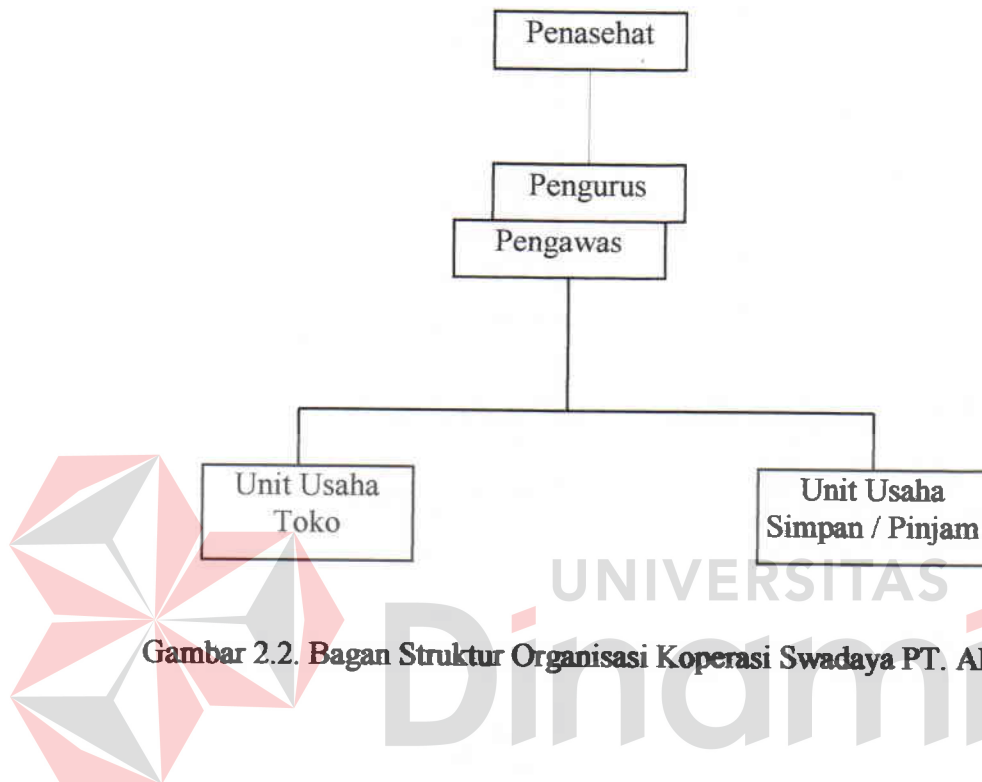 Penasehat
Pengurus
Pengawas
Unit Usaha
Toko
Unit Usaha
Simpan / Pinjam
UNIVERSITAS
Dinami
Gambar 2.2. Bagan Struktur Organisasi Koperasi Swadaya PT.